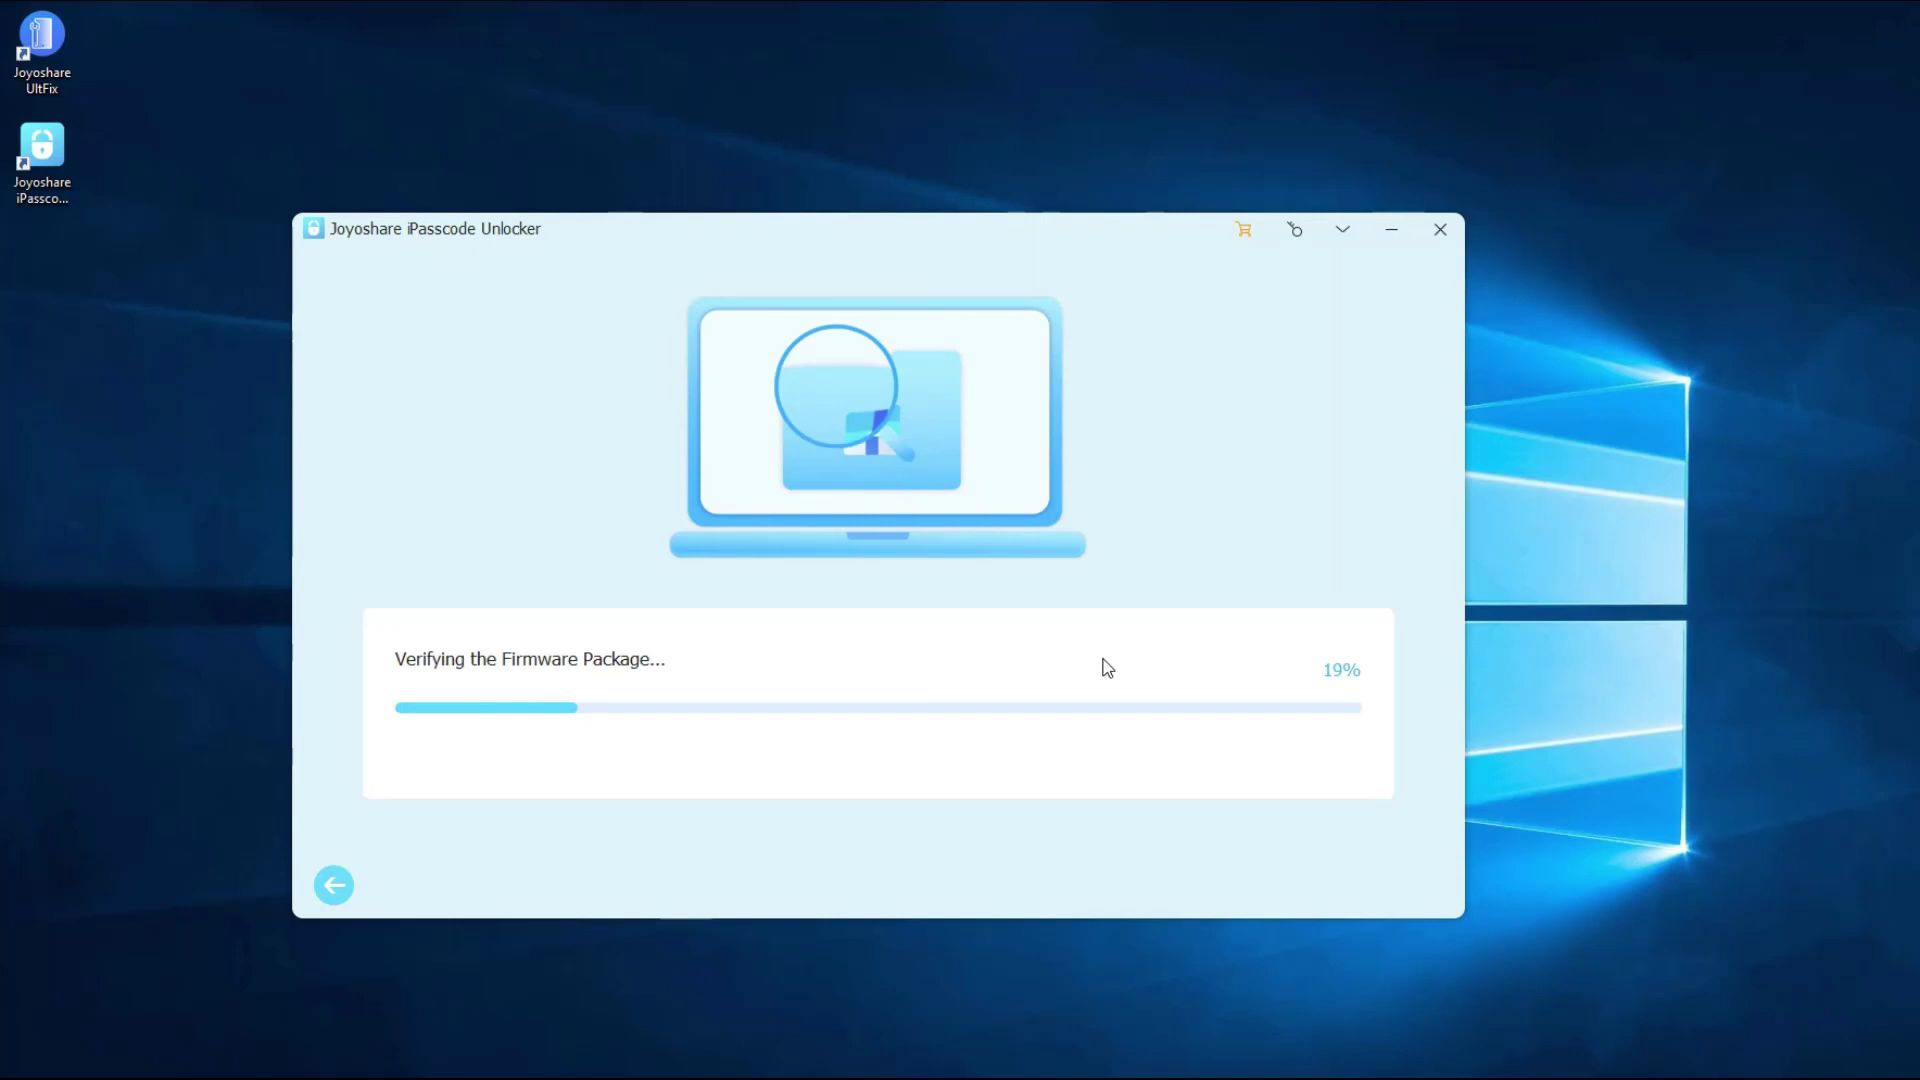 Joyoshare
UltFix
Joyoshare
iPassco...
Joyoshare iPasscode Unlocker
Verifying the Firmware Package...
19%